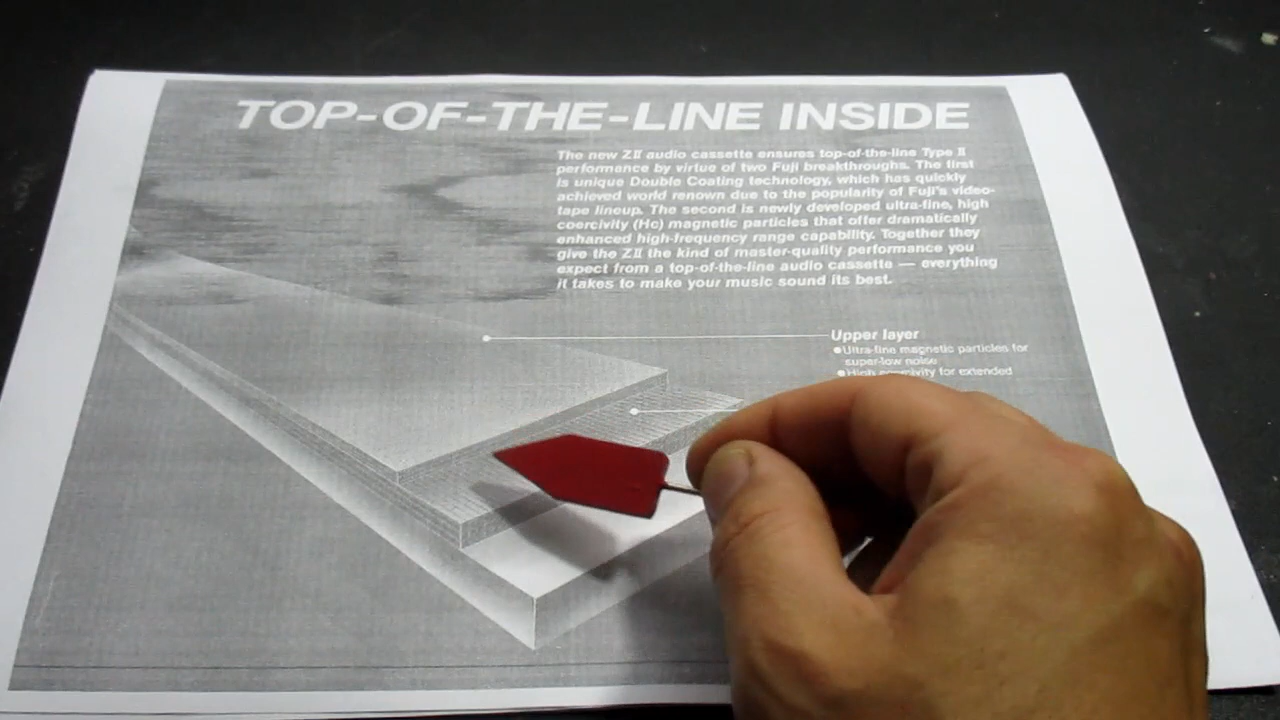 TOP-OF-THE-LINE INSIDE
The new ZII audio cassette ensures top-of-the-line Type II
performance by virtue of two Fuji breakthroughs. The first
is unique Double Coating technology, which has quickly
achieved world renown due to the popularity of Fuji's video-
tape lineup. The second is newly developed ultra-fine, high
coercivity (Hc) magnetic particles that offer dramatically
enhanced high-frequency range capability. Together they
give the ZII the kind of master-quality performance you
expect from a top-of-the-line audio cassette — everything
it takes to make your music sound its best.
Upper layer
●Ultra-fine magnetic particles for
super-low noise
●High coercivity for extended